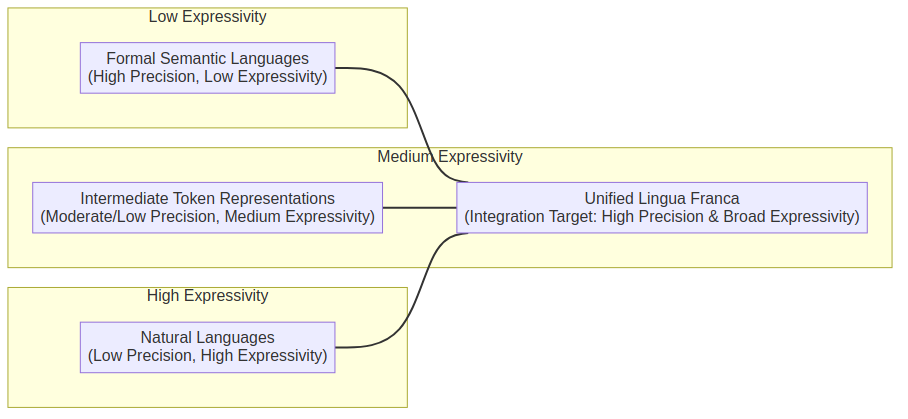 Low Expressivity
Formal Semantic Languages
(High Precision, Low Expressivity)
Medium Expressivity
Intermediate Token Representations
(Moderate/Low Precision, Medium Expressivity)
Unified Lingua Franca
(Integration Target: High Precision & Broad Expressivity)
High Expressivity
Natural Languages
(Low Precision, High Expressivity)